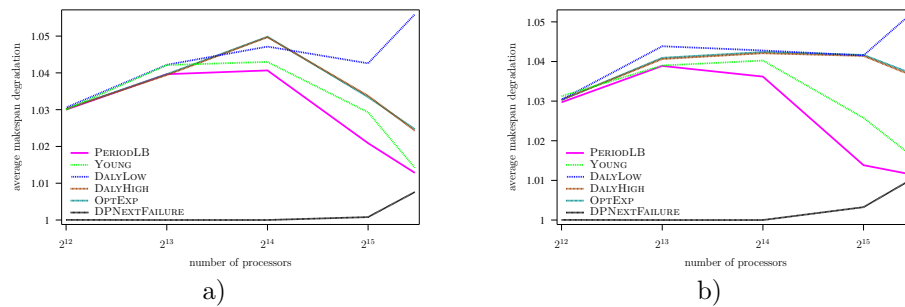 1.05
1.04
1.03
1.02
1.01
1
average makespan degradation
PERIODLB
YOUNG
DALYLOW
DALYHIGH
OPTEXP
DPNEXTFAILURE
2^12 2^13 2^14 2^15
number of processors
a)
1.05
1.04
1.03
1.02
1.01
1
average makespan degradation
PERIODLB
YOUNG
DALYLOW
DALYHIGH
OPTEXP
DPNEXTFAILURE
2^12 2^13 2^14 2^15
number of processors
b)